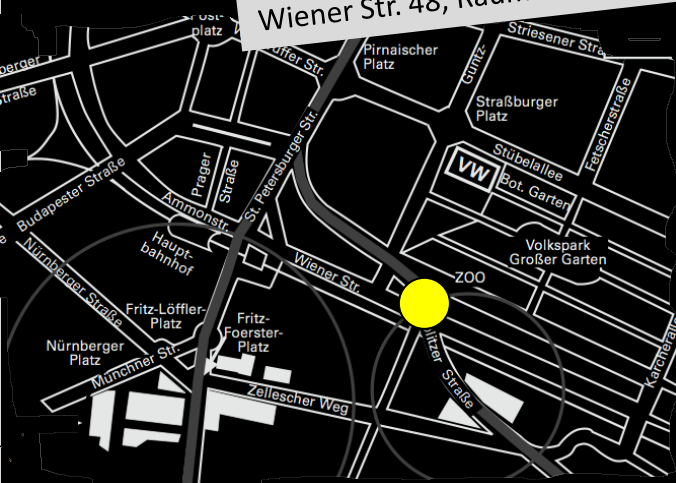 Wiener Str. 48,
Post-
platz
Pirnaischer
Platz
Striesener
Straßburger
Platz
Fetscherstraße
Stübelallee
VW
Bot. Garten
Volkspark
Großer Garten
ZOO
Prager
Straße
St. Petersburger Str.
Ammonstr.
Budapester Straße
Haupt-
bahnhof
Wiener Str.
Nürnberger Straße
Fritz-Löffler-
Platz
Fritz-
Foerster-
Platz
Nürnberger
Platz
Münchner Str.
Zellescher Weg
Straße